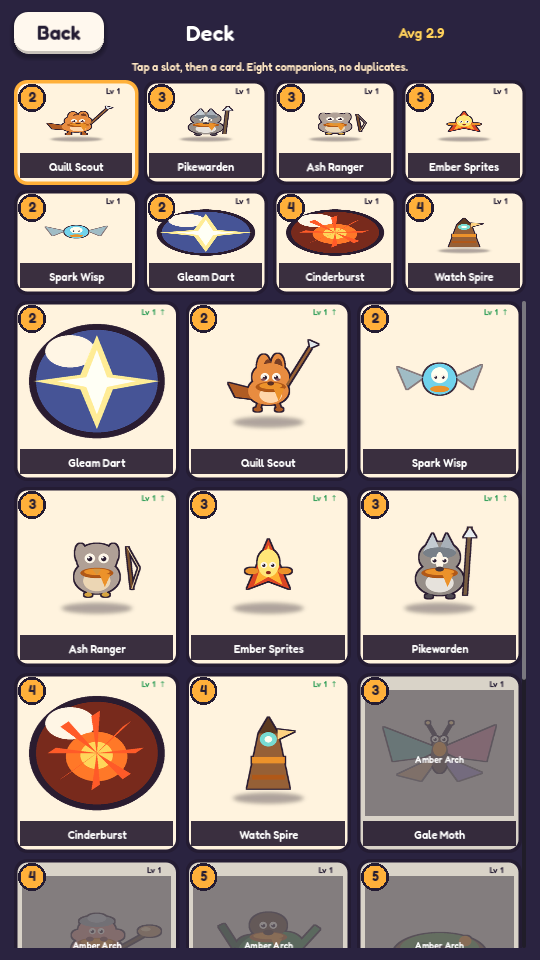 Back
Deck
Avg 2.9
Tap a slot, then a card. Eight companions, no duplicates.
2 Lv 1
3 Lv 1
3 Lv 1
3 Lv 1
Quill Scout
Pikewarden
Ash Ranger
Ember Sprites
2 Lv 1
2 Lv 1
4 Lv 1
4 Lv 1
Spark Wisp
Gleam Dart
Cinderburst
Watch Spire
2 Lv 1 ↑
2 Lv 1 ↑
2 Lv 1 ↑
Gleam Dart
Quill Scout
Spark Wisp
3 Lv 1 ↑
3 Lv 1 ↑
3 Lv 1 ↑
Ash Ranger
Ember Sprites
Pikewarden
4 Lv 1 ↑
4 Lv 1 ↑
3 Lv 1
Amber Arch
Cinderburst
Watch Spire
Gale Moth
4 Lv 1
5 Lv 1
5 Lv 1
Amber Arch
Amber Arch
Amber Arch